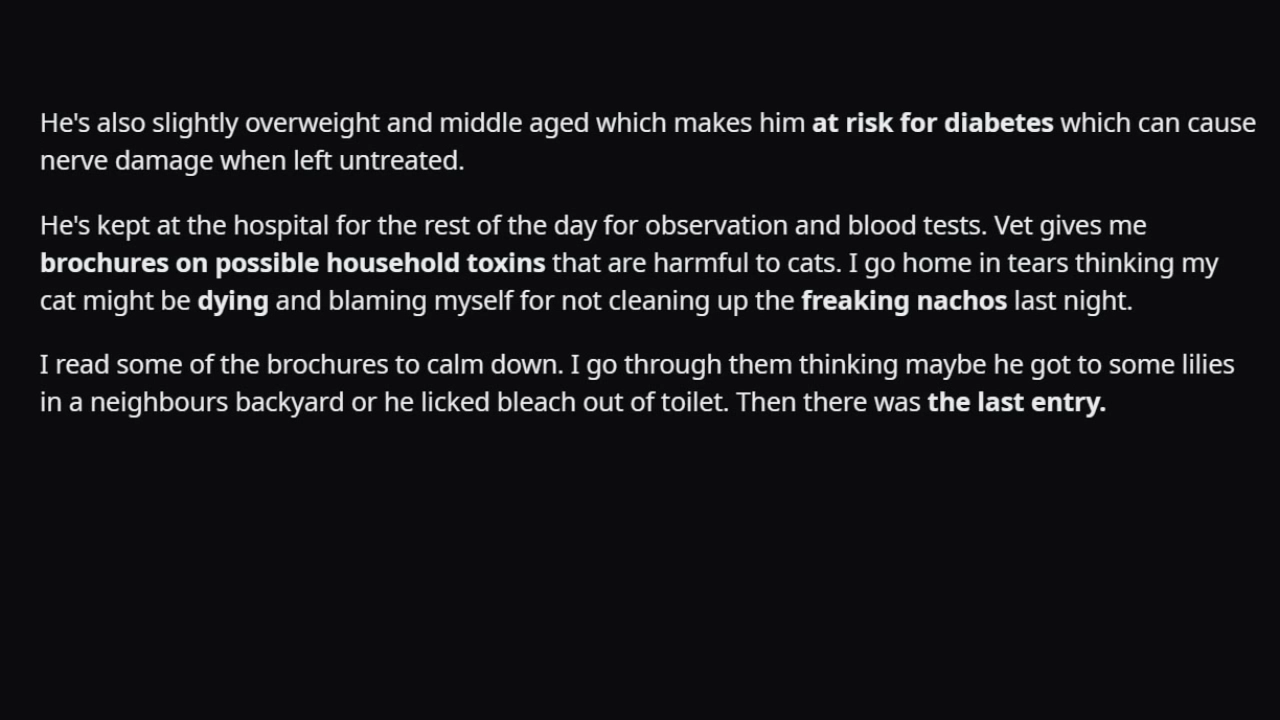 He's also slightly overweight and middle aged which makes him at risk for diabetes which can cause
nerve damage when left untreated.
He's kept at the hospital for the rest of the day for observation and blood tests. Vet gives me
brochures on possible household toxins that are harmful to cats. I go home in tears thinking my
cat might be dying and blaming myself for not cleaning up the freaking nachos last night.
I read some of the brochures to calm down. I go through them thinking maybe he got to some lilies
in a neighbours backyard or he licked bleach out of toilet. Then there was the last entry.